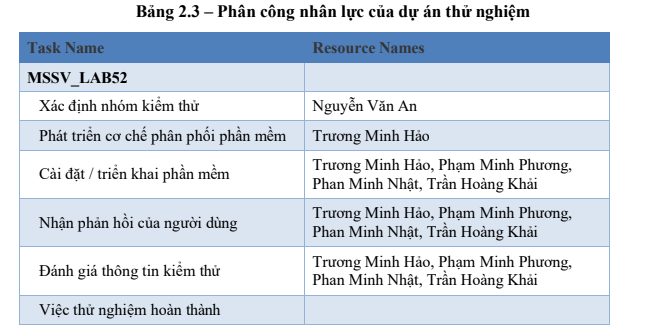 Bảng 2.3 – Phân công nhân lực của dự án thử nghiệm
Task Name Resource Names
MSSV_LAB52
Xác định nhóm kiểm thử Nguyễn Văn An
Phát triển cơ chế phân phối phần mềm Trương Minh Hảo
Cài đặt / triển khai phần mềm Trương Minh Hảo, Phạm Minh Phương,
Phan Minh Nhật, Trần Hoàng Khải
Nhận phản hồi của người dùng Trương Minh Hảo, Phạm Minh Phương,
Phan Minh Nhật, Trần Hoàng Khải
Đánh giá thông tin kiểm thử Trương Minh Hảo, Phạm Minh Phương,
Phan Minh Nhật, Trần Hoàng Khải
Việc thử nghiệm hoàn thành